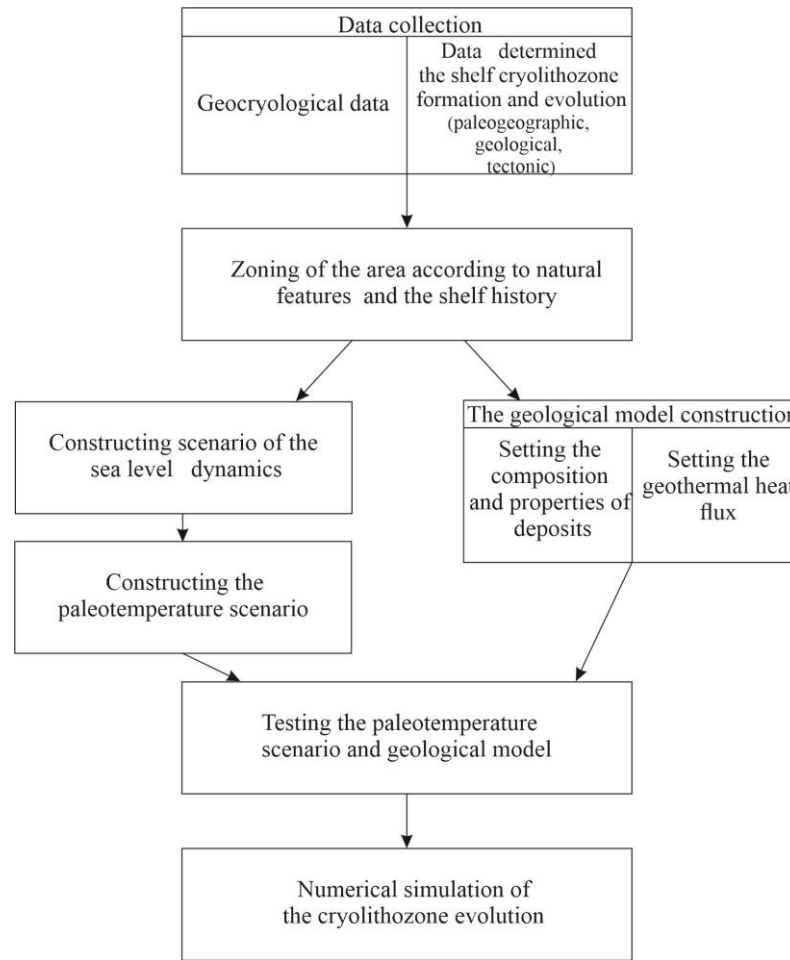 Data collection
Geocryological data
Data determined
the shelf cryolithozone
formation and evolution
(paleogeographic,
geological,
tectonic)
Zoning of the area according to natural
features and the shelf history
Constructing scenario of the
sea level dynamics
The geological model construction
Setting the
composition
and properties of
deposits
Setting the
geothermal heat
flux
Constructing the
paleotemperature scenario
Testing the paleotemperature
scenario and geological model
Numerical simulation of
the cryolithozone evolution